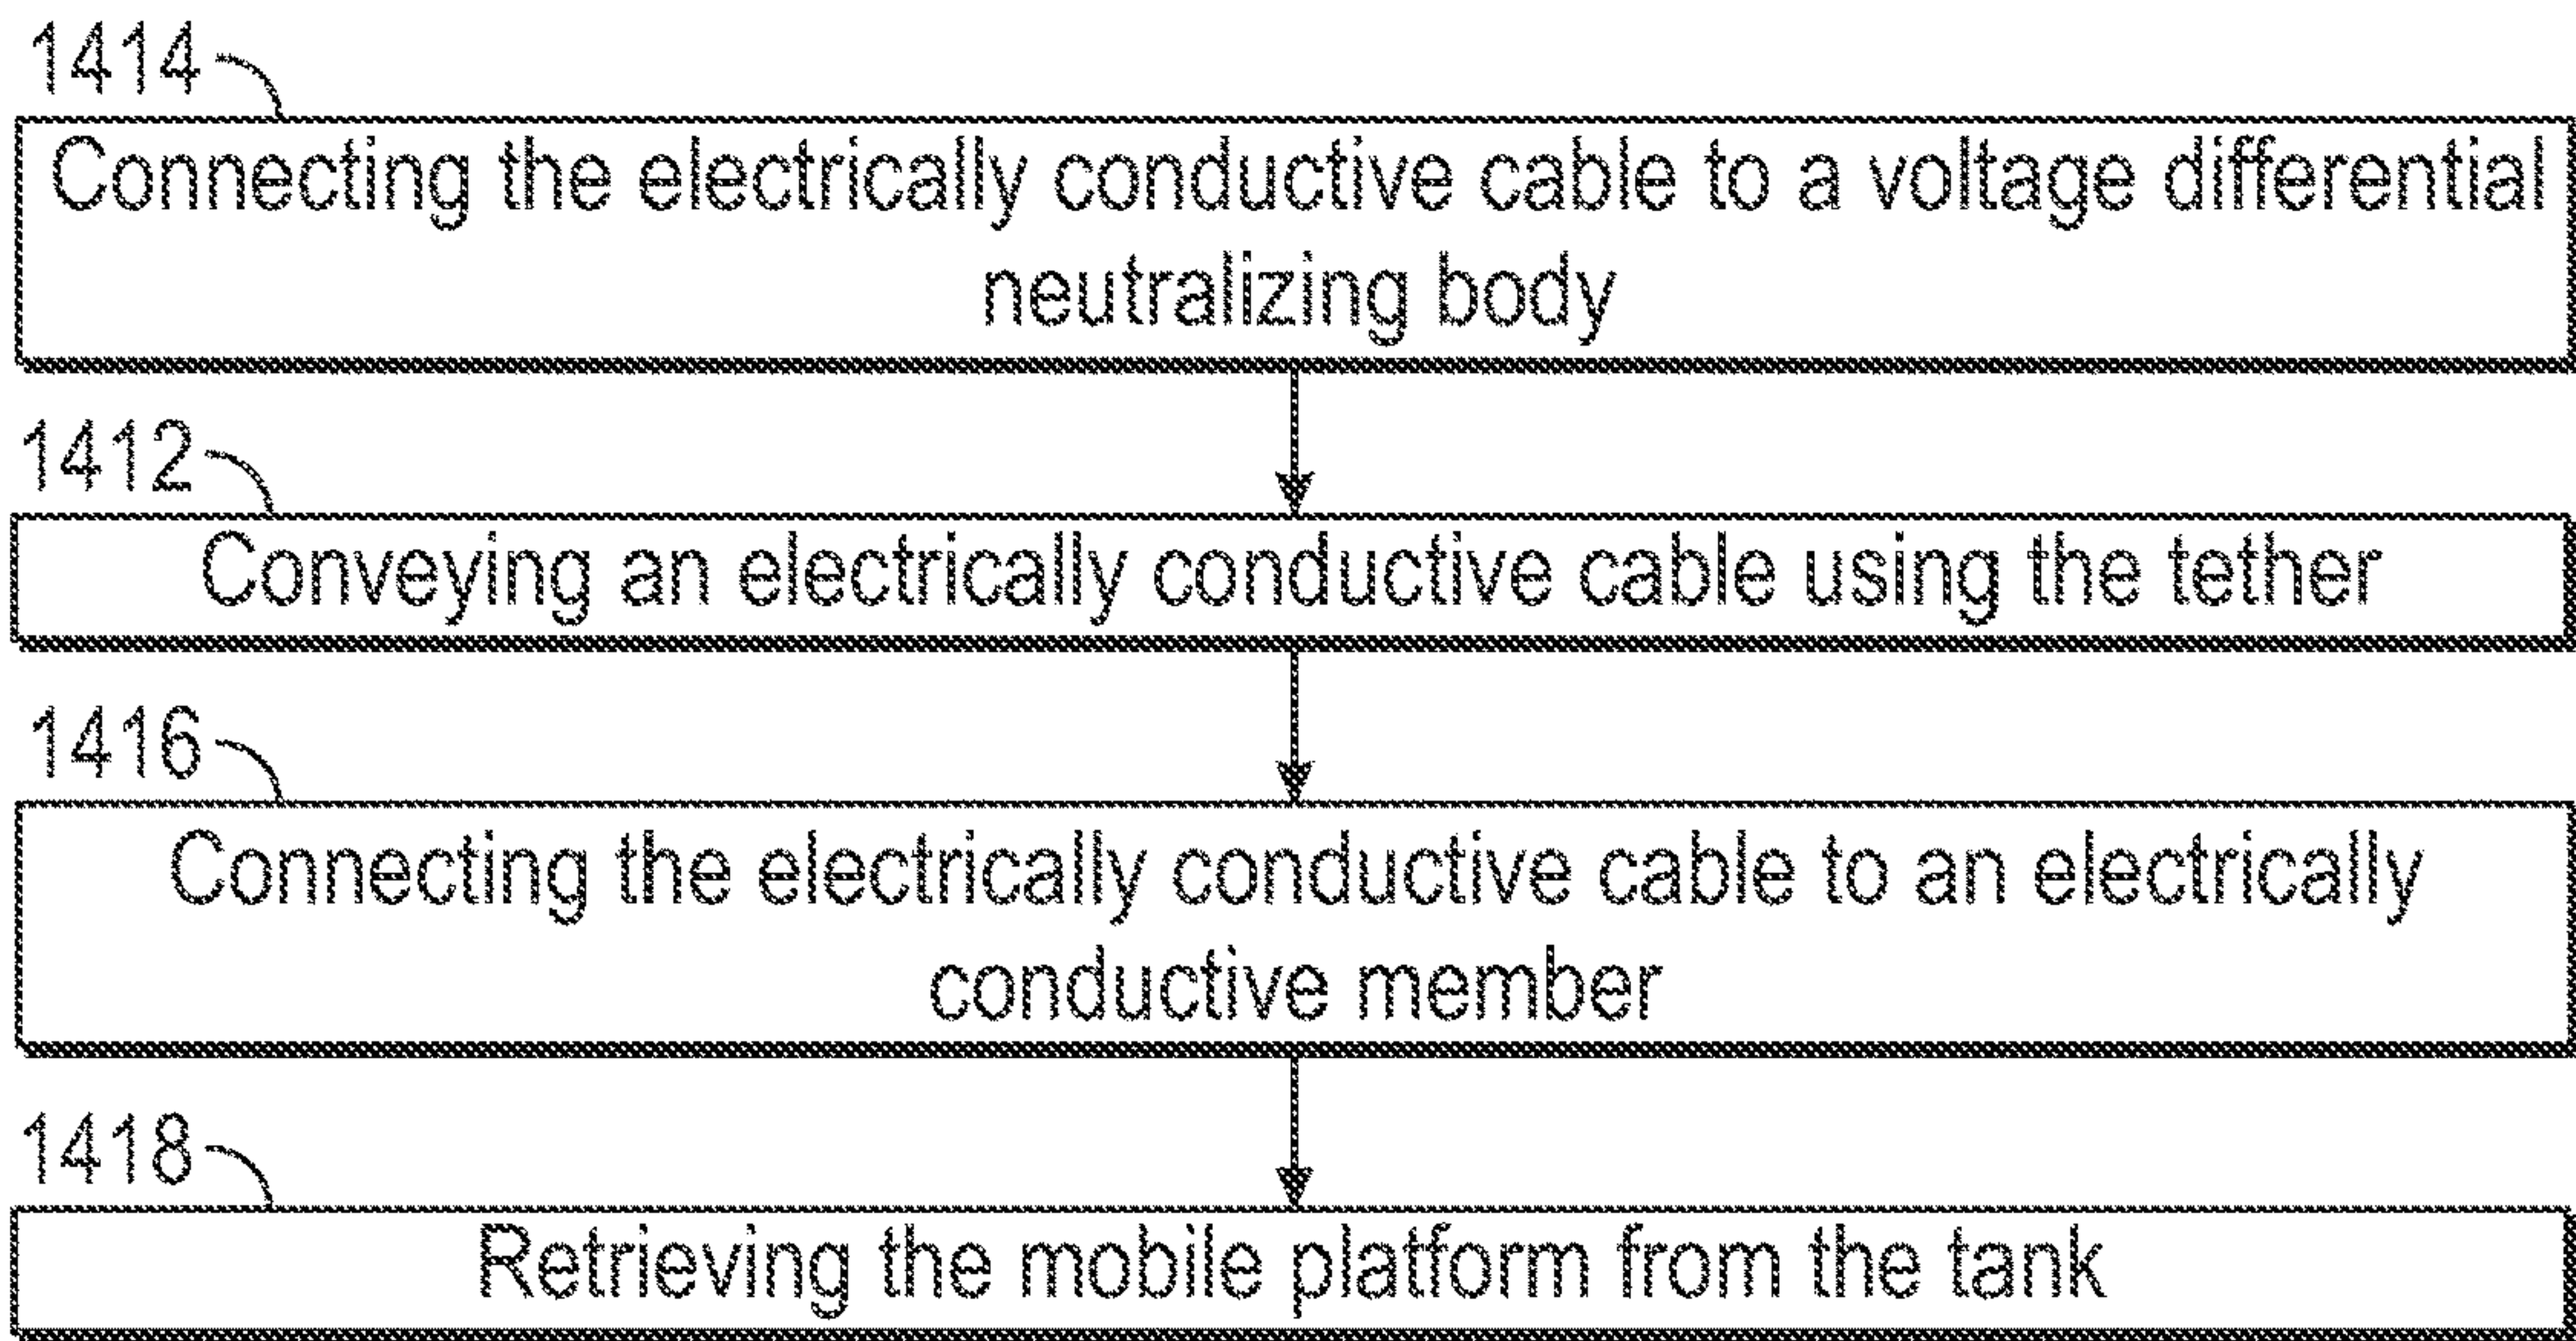 1414
Connecting the electrically conductive cable to a voltage differential
neutralizing body
1412
Conveying an electrically conductive cable using the tether
1416
Connecting the electrically conductive cable to an electrically
conductive member
1418
Retrieving the mobile platform from the tank